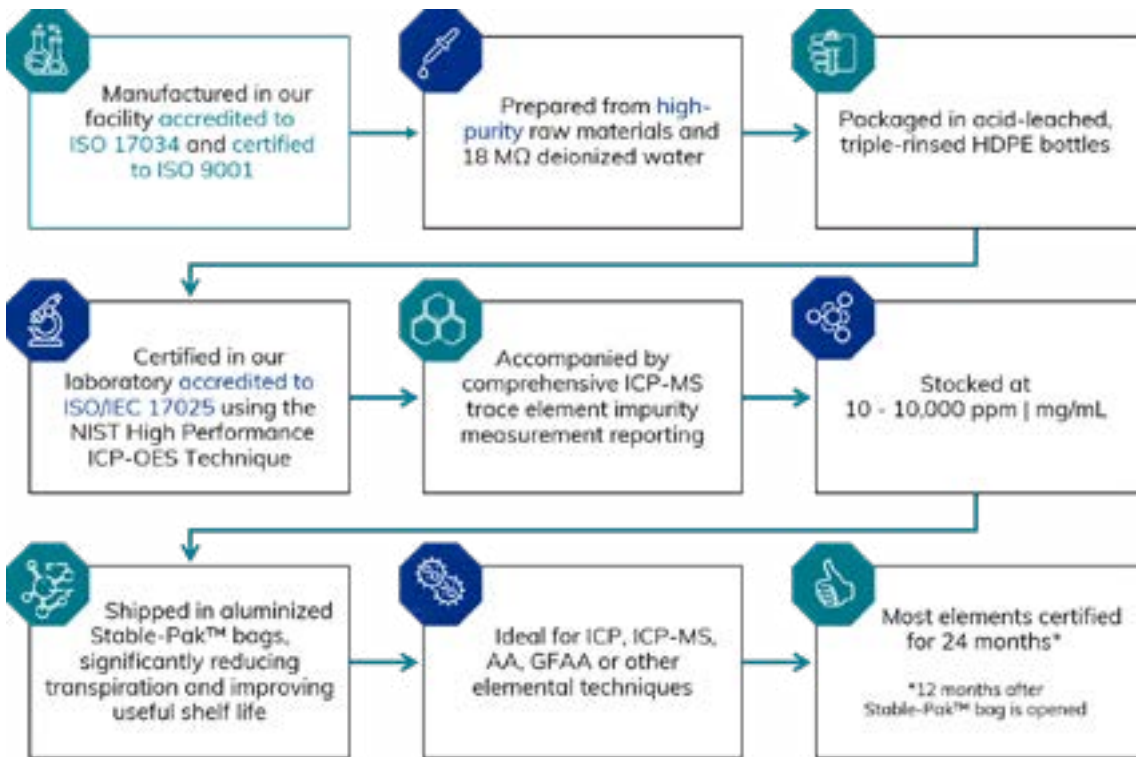 Manufactured in our
facility accredited to
ISO 17034 and certified
to ISO 9001
Prepared from high-
purity raw materials and
18 MΩ deionized water
Packaged in acid-leached,
triple-rinsed HDPE bottles
Certified in our
laboratory accredited to
ISO/IEC 17025 using the
NIST High Performance
ICP-OES Technique
Accompanied by
comprehensive ICP-MS
trace element impurity
measurement reporting
Stocked at
10 - 10,000 ppm | mg/mL
Shipped in aluminized
Stable-Pak™ bags,
significantly reducing
transpiration and improving
useful shelf life
Ideal for ICP, ICP-MS,
AA, GFAA or other
elemental techniques
Most elements certified
for 24 months*
*12 months after
Stable-Pak™ bag is opened